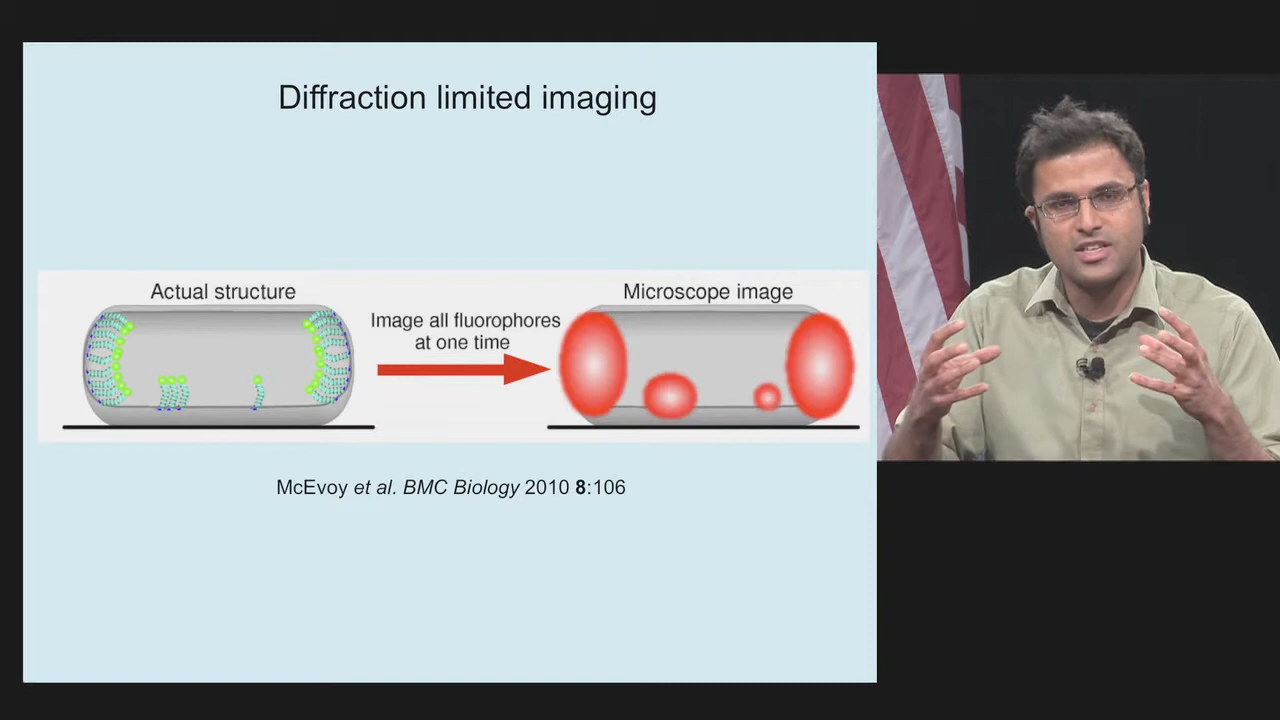 Diffraction limited imaging
Actual structure
Image all fluorophores
at one time
Microscope image
McEvoy et al. BMC Biology 2010 8:106